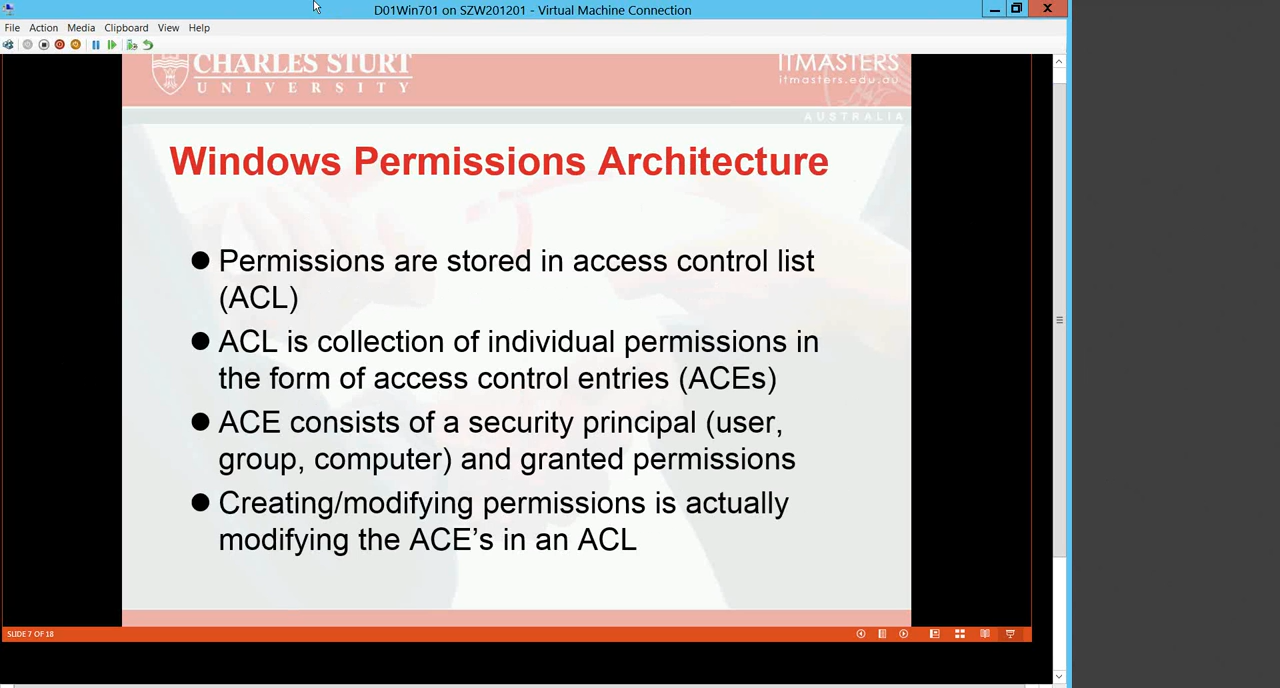 D01Win701 on SZW201201 - Virtual Machine Connection
File Action Media Clipboard View Help
CHARLES STURT
UNIVERSITY
ITMASTERS
itmasters.edu.au
AUSTRALIA
Windows Permissions Architecture
● Permissions are stored in access control list
(ACL)
● ACL is collection of individual permissions in
the form of access control entries (ACEs)
● ACE consists of a security principal (user,
group, computer) and granted permissions
● Creating/modifying permissions is actually
modifying the ACE’s in an ACL
SLIDE 7 OF 18